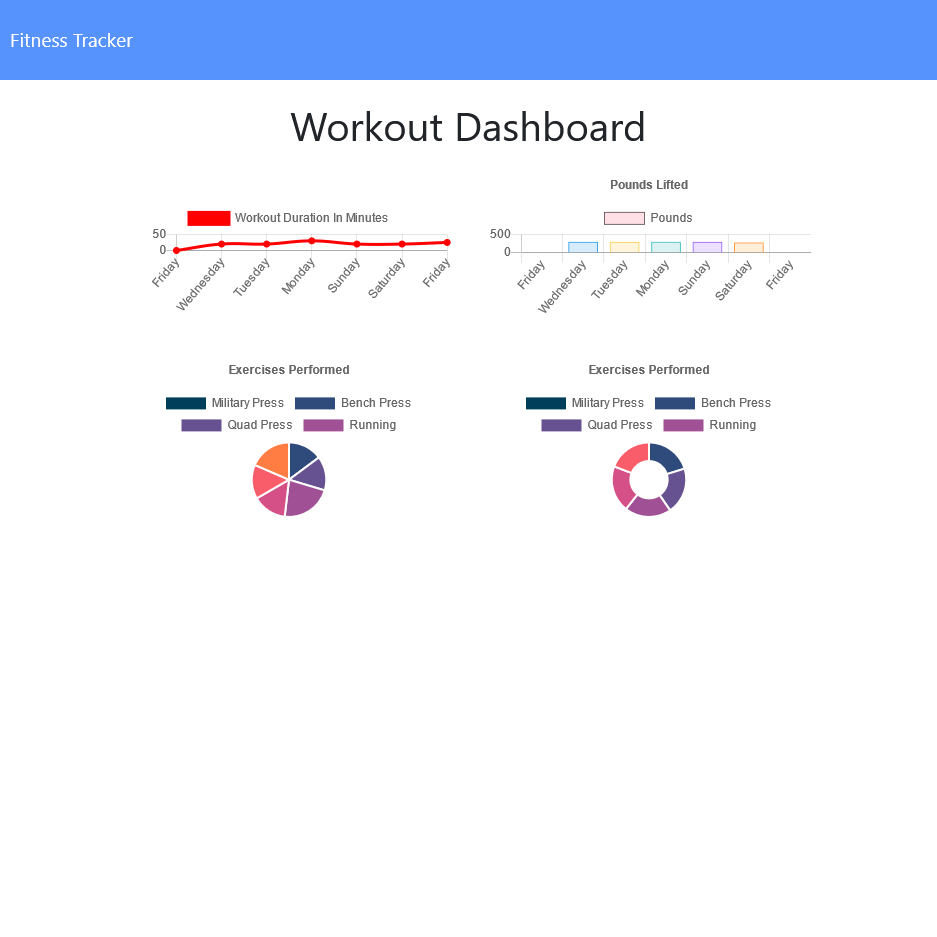 Fitness Tracker
Workout Dashboard
Workout Duration In Minutes
50
0
Friday
Wednesday
Tuesday
Monday
Sunday
Saturday
Friday
Pounds Lifted
Pounds
500
0
Friday
Wednesday
Tuesday
Monday
Sunday
Saturday
Friday
Exercises Performed
Military Press Bench Press
Quad Press Running
Exercises Performed
Military Press Bench Press
Quad Press Running